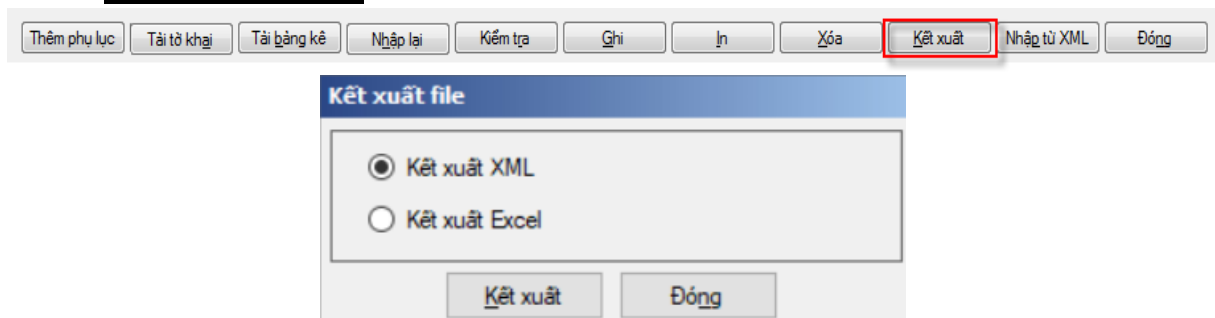 Thêm phụ lục Tải tờ khai Tải bảng kê Nhập lại Kiểm tra Ghi In Xóa Kết xuất Nhập từ XML Đóng
Kết xuất file
Kết xuất XML
Kết xuất Excel
Kết xuất Đóng